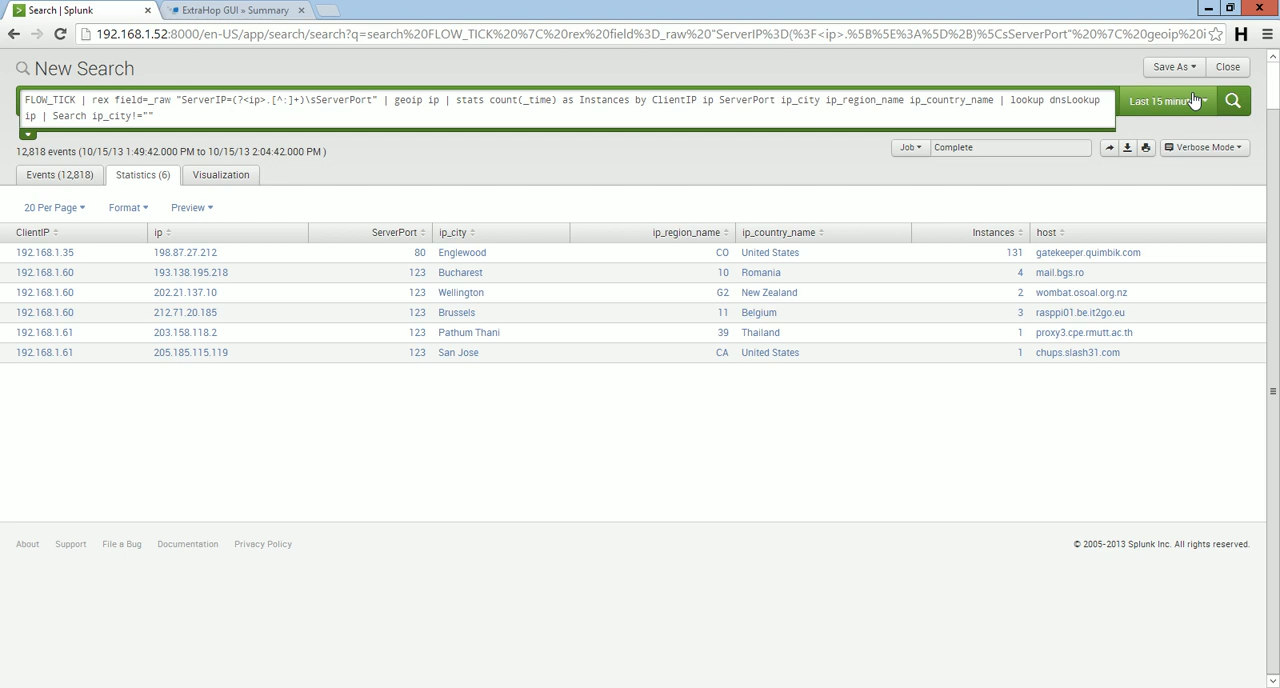 Search | Splunk
ExtraHop GUI » Summary
192.168.1.52:8000/en-US/app/search/search?q=search%20FLOW_TICK%20%7C%20rex%20field%3D_raw%20"ServerIP%3D(%3F<ip>.%5B%5E%3A%5D%2B)%5CsServerPort"%20%7C%20geoip%20i
New Search
Save As
Close
FLOW_TICK | rex field=_raw "ServerIP=(?<ip>.[^:]+)\sServerPort" | geoip ip | stats count(_time) as Instances by ClientIP ip ServerPort ip_city ip_region_name ip_country_name | lookup dnsLookup
ip | Search ip_city!=""
Last 15 minu
12,818 events (10/15/13 1:49:42.000 PM to 10/15/13 2:04:42.000 PM )
Job
Complete
Verbose Mode
Events (12,818)
Statistics (6)
Visualization
20 Per Page
Format
Preview
ClientIP ip ServerPort ip_city ip_region_name ip_country_name Instances host
192.168.1.35 198.87.27.212 80 Englewood CO United States 131 gatekeeper.quimbik.com
192.168.1.60 193.138.195.218 123 Bucharest 10 Romania 4 mail.bgs.ro
192.168.1.60 202.21.137.10 123 Wellington G2 New Zealand 2 wombat.osoal.org.nz
192.168.1.60 212.71.20.185 123 Brussels 11 Belgium 3 rasppi01.be.it2go.eu
192.168.1.61 203.158.118.2 123 Pathum Thani 39 Thailand 1 proxy3.cpe.rmutt.ac.th
192.168.1.61 205.185.115.119 123 San Jose CA United States 1 chups.slash31.com
About
Support
File a Bug
Documentation
Privacy Policy
© 2005-2013 Splunk Inc. All rights reserved.